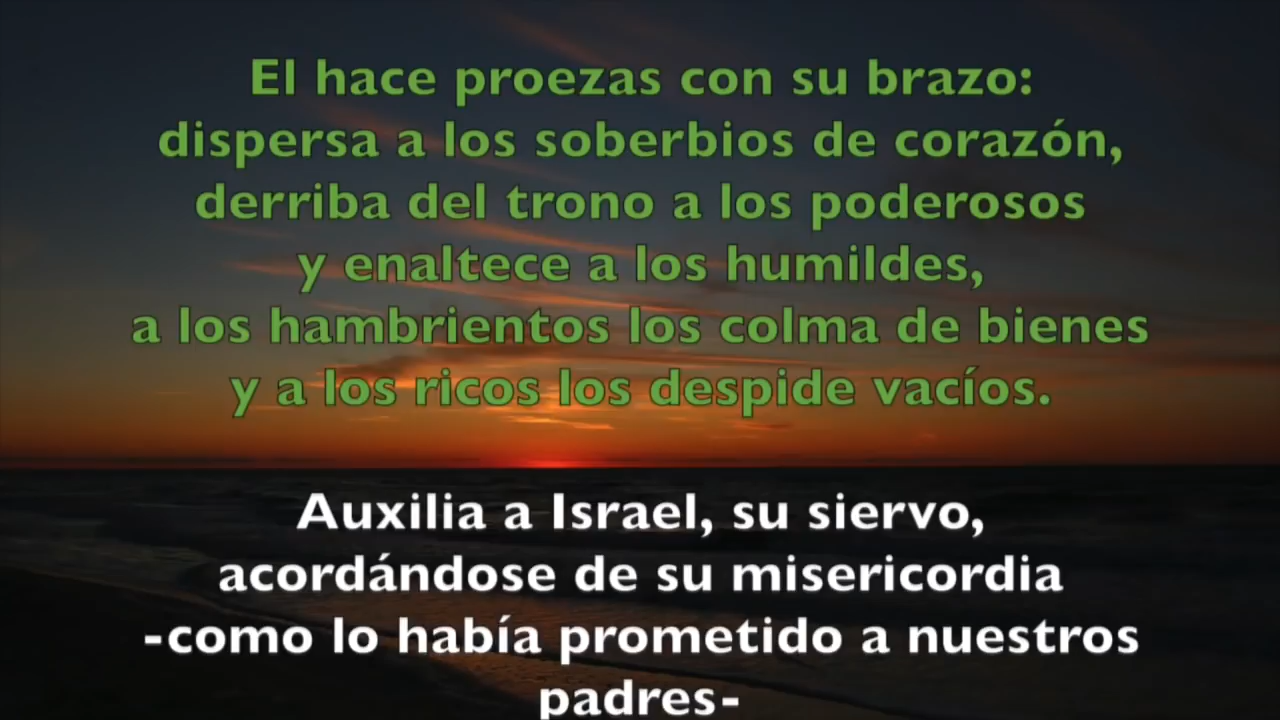 El hace proezas con su brazo:
dispersa a los soberbios de corazón,
derriba del trono a los poderosos
y enaltece a los humildes,
a los hambrientos los colma de bienes
y a los ricos los despide vacíos.
Auxilia a Israel, su siervo,
acordándose de su misericordia
-como lo había prometido a nuestros
padres-